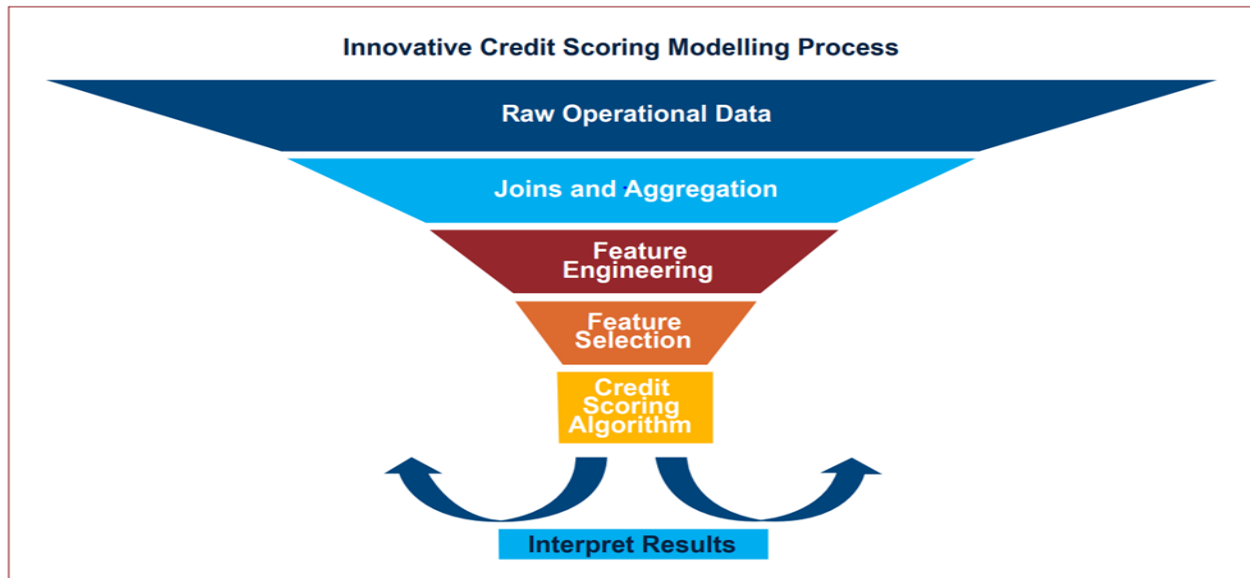 Innovative Credit Scoring Modelling Process
Raw Operational Data
Joins and Aggregation
Feature
Engineering
Feature
Selection
Credit
Scoring
Algorithm
Interpret Results